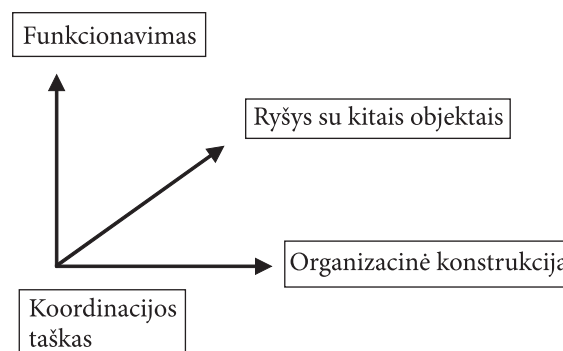 Funkcionavimas
Ryšys su kitais objektais
Organizacinė konstrukcija
Koordinacijos
taškas